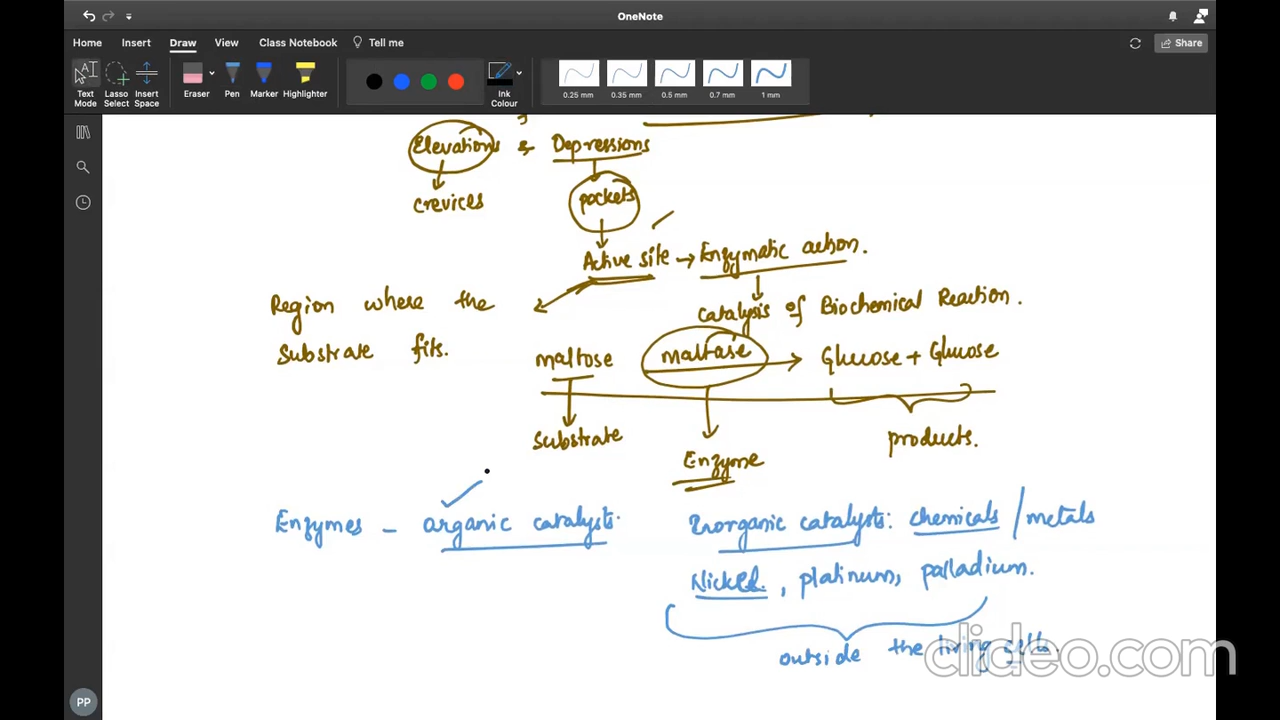 OneNote
Home Insert Draw View Class Notebook Tell me Share
Text Mode Lasso Select Insert Space Eraser Pen Marker Highlighter Ink Colour 0.25 mm 0.35 mm 0.5 mm 0.7 mm 1 mm
Elevations & Depressions
crevices pockets
Active site → Enzymatic action.
Region where the
catalysis of Biochemical Reaction.
Substrate fits.
maltose maltase → Glucose + Glucose
Substrate Enzyme products.
Enzymes - organic catalysts. Inorganic catalysts: chemicals / metals
Nickel, platinum, palladium.
outside the living cells.
clideo.com
PP